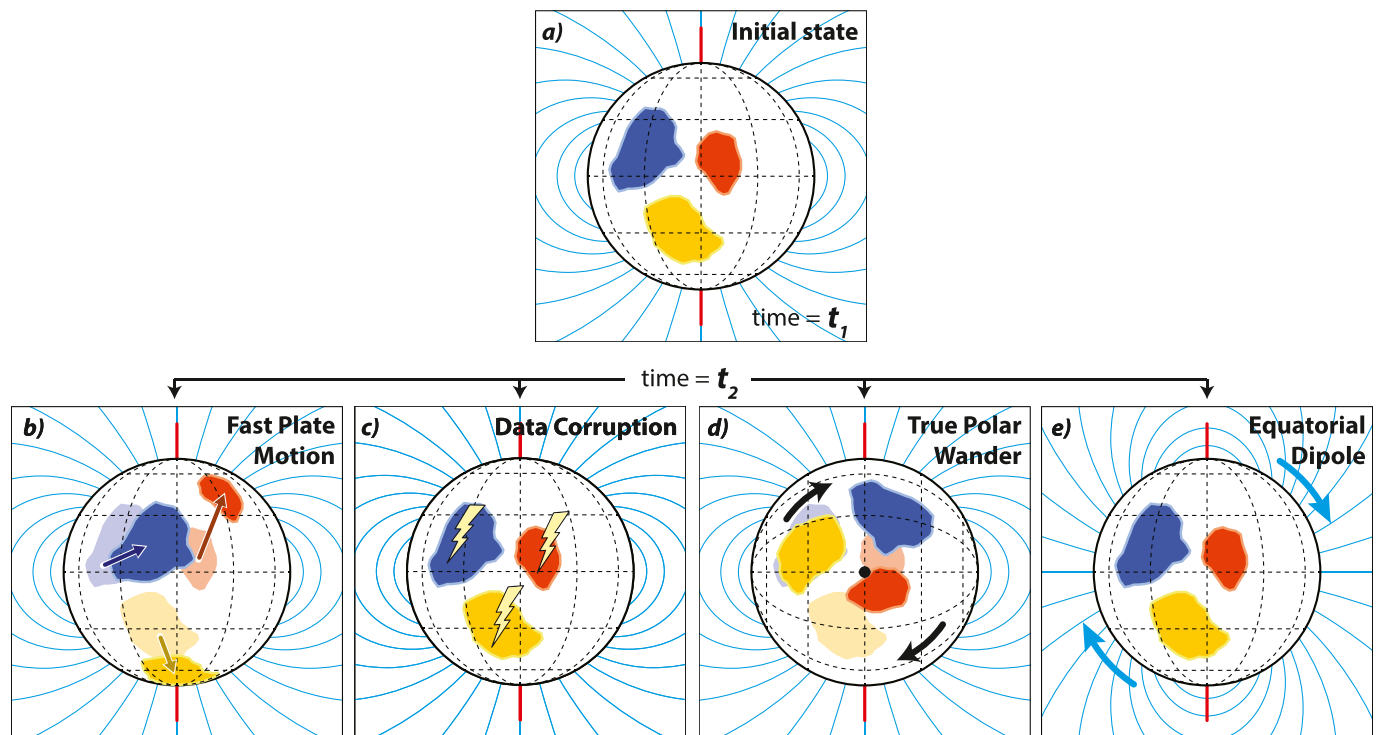 a) Initial state
time = t1
time = t2
b) Fast Plate
Motion
c) Data Corruption
d) True Polar
Wander
e) Equatorial
Dipole